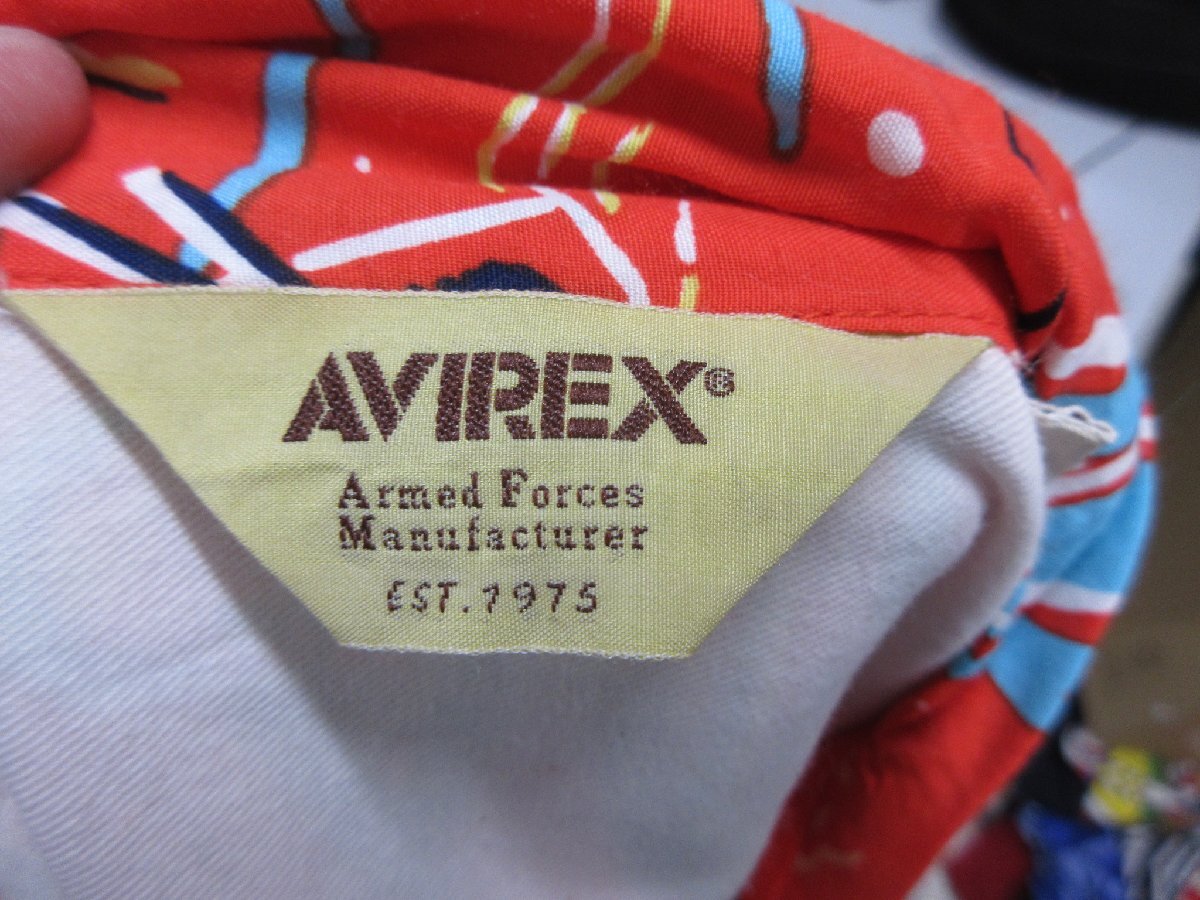 AVIREX®
Armed Forces
Manufacturer
EST.1975